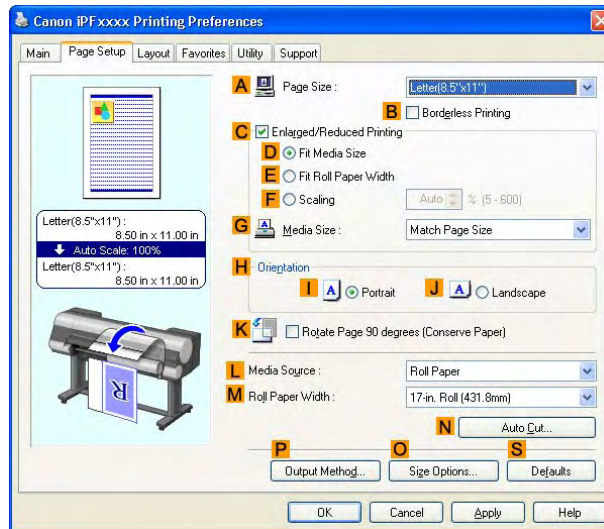 Canon iPFxxxx Printing Preferences
Main Page Setup Layout Favorites Utility Support
A Page Size : Letter(8.5"x11")
B Borderless Printing
C Enlarged/Reduced Printing
D Fit Media Size
E Fit Roll Paper Width
F Scaling Auto % (5 - 600)
G Media Size : Match Page Size
Letter(8.5"x11") :
8.50 in x 11.00 in
Auto Scale: 100%
Letter(8.5"x11") :
8.50 in x 11.00 in
H Orientation
I A Portrait J A Landscape
K Rotate Page 90 degrees (Conserve Paper)
R
L Media Source : Roll Paper
M Roll Paper Width : 17-in. Roll (431.8mm)
N Auto Cut...
P O S
Output Method... Size Options... Defaults
OK Cancel Apply Help